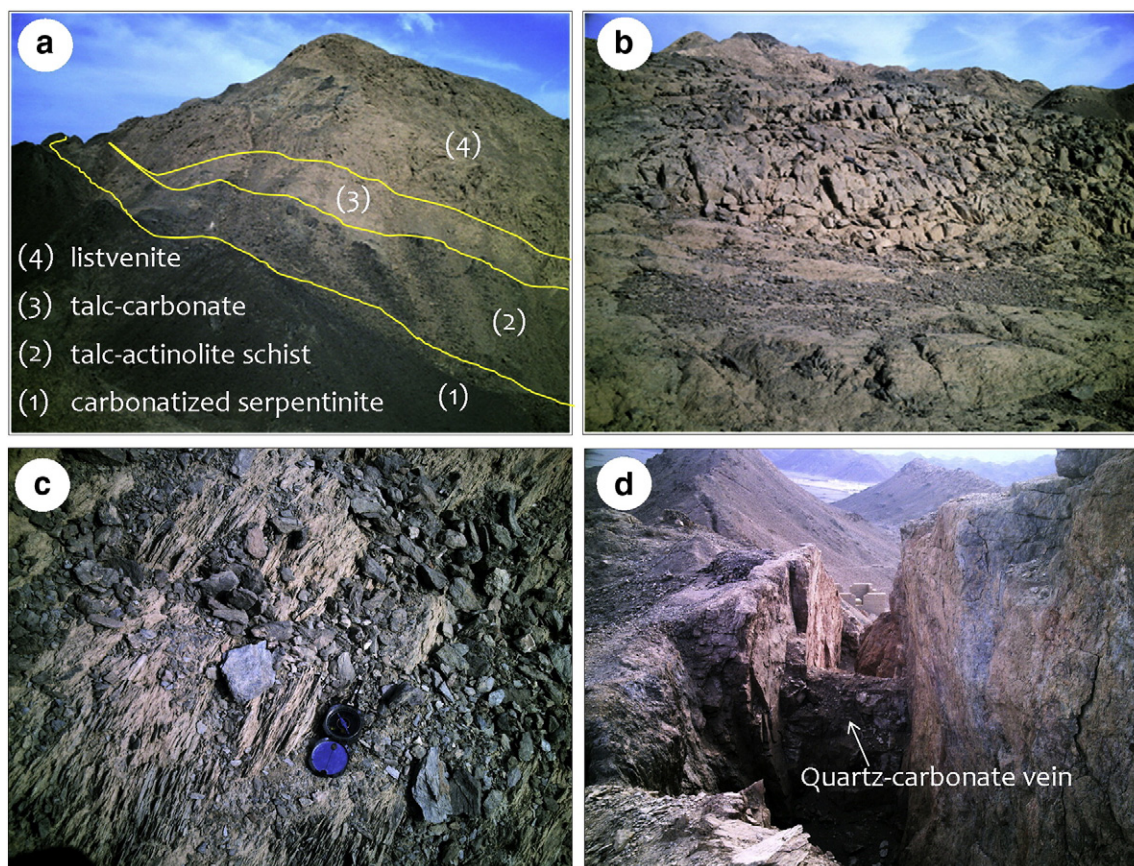 a
b
(4)
(3)
(2)
(1)
(4) listvenite
(3) talc-carbonate
(2) talc-actinolite schist
(1) carbonatized serpentinite
c
d
Quartz-carbonate vein